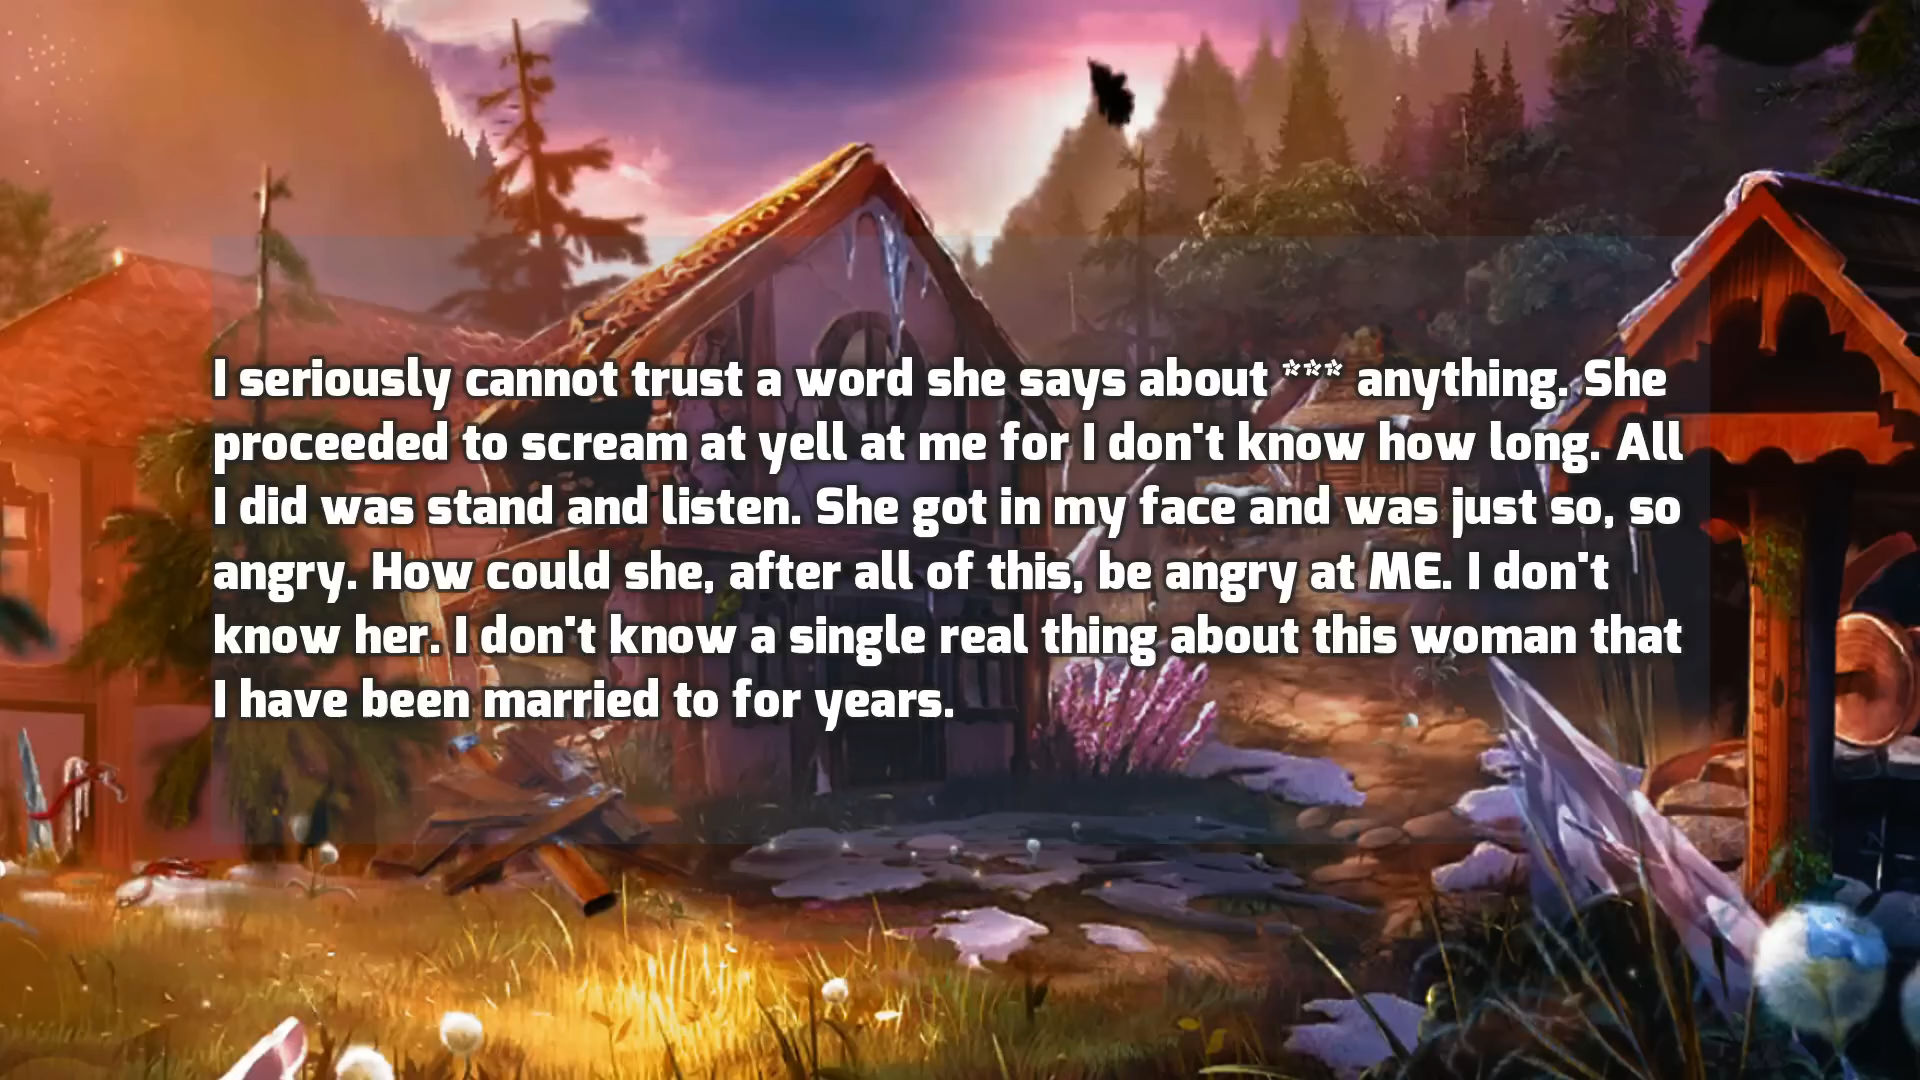 I seriously cannot trust a word she says about *** anything. She
proceeded to scream at yell at me for I don't know how long. All
I did was stand and listen. She got in my face and was just so, so
angry. How could she, after all of this, be angry at ME. I don't
know her. I don't know a single real thing about this woman that
I have been married to for years.